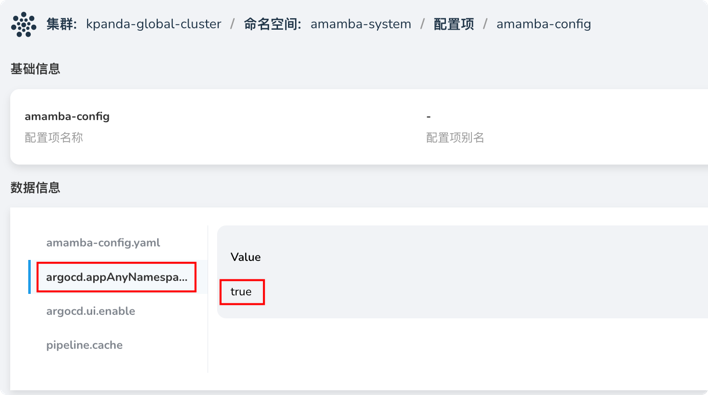 集群: kpanda-global-cluster / 命名空间: amamba-system / 配置项 / amamba-config
基础信息
amamba-config -
配置项名称 配置项别名
数据信息
amamba-config.yaml
Value
argocd.appAnyNamespa...
true
argocd.ui.enable
pipeline.cache